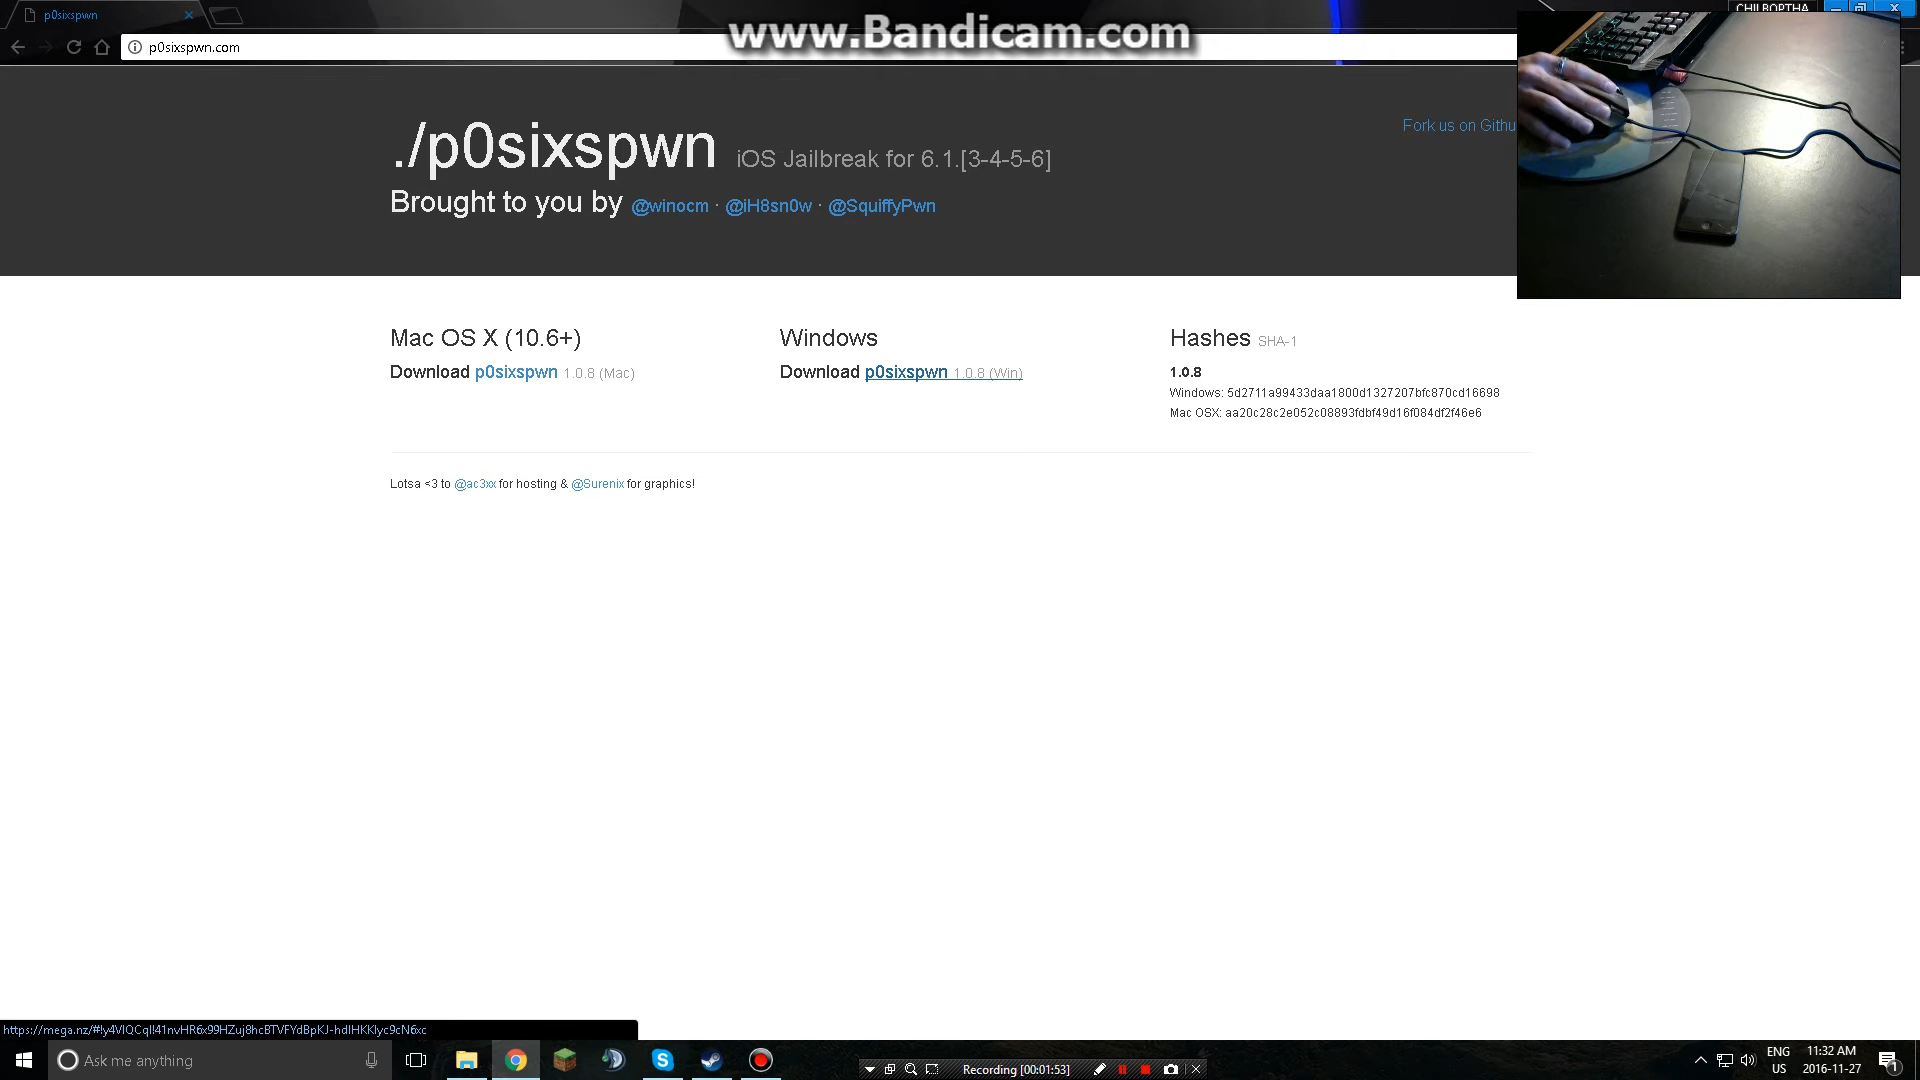 p0sixspwn
CHILBOPTHA
www.Bandicam.com
p0sixspwn.com
Fork us on Githu
./p0sixspwn iOS Jailbreak for 6.1.[3-4-5-6]
Brought to you by @winocm · @iH8sn0w · @SquiffyPwn
Mac OS X (10.6+)
Download p0sixspwn 1.0.8 (Mac)
Windows
Download p0sixspwn 1.0.8 (Win)
Hashes SHA-1
1.0.8
Windows: 5d2711a99433daa1800d1327207bfc870cd16698
Mac OSX: aa20c28c2e052c08893fdbf49d16f084df2f46e6
Lotsa <3 to @ac3xx for hosting & @Surenix for graphics!
Ask me anything
Recording [00:01:53]
ENG
US
11:32 AM
2016-11-27
1